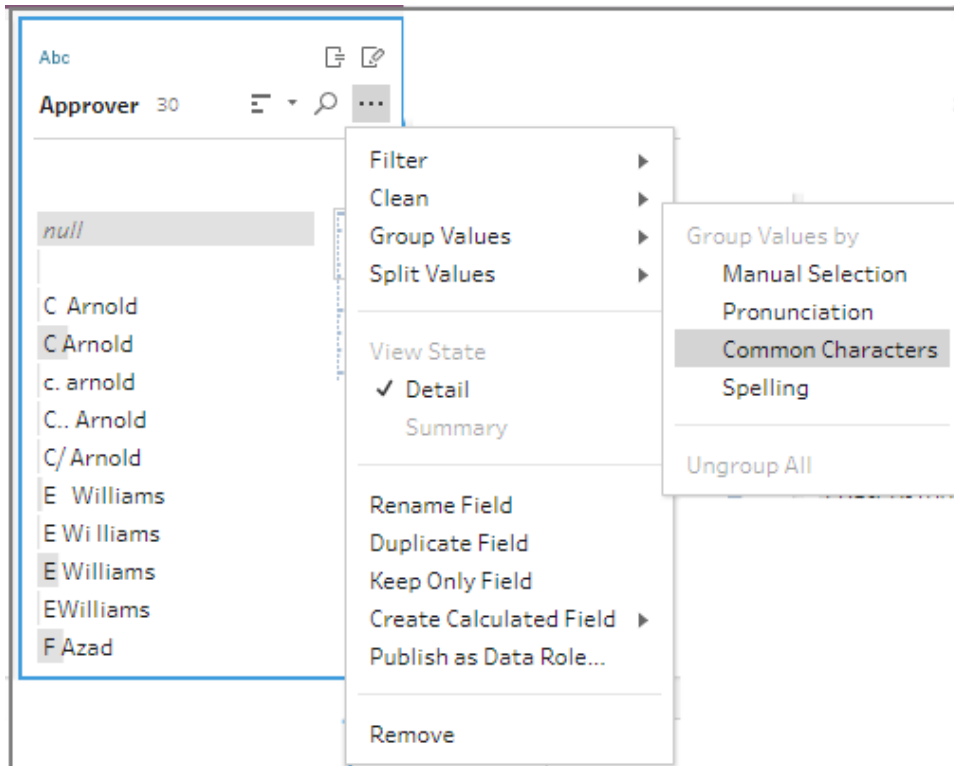 Abc
Approver 30
null
C Arnold
C Arnold
c. arnold
C.. Arnold
C/ Arnold
E  Williams
E Wi lliams
E Williams
EWilliams
F Azad
Filter
Clean
Group Values
Split Values
View State
✓ Detail
Summary
Rename Field
Duplicate Field
Keep Only Field
Create Calculated Field
Publish as Data Role...
Remove
Group Values by
Manual Selection
Pronunciation
Common Characters
Spelling
Ungroup All